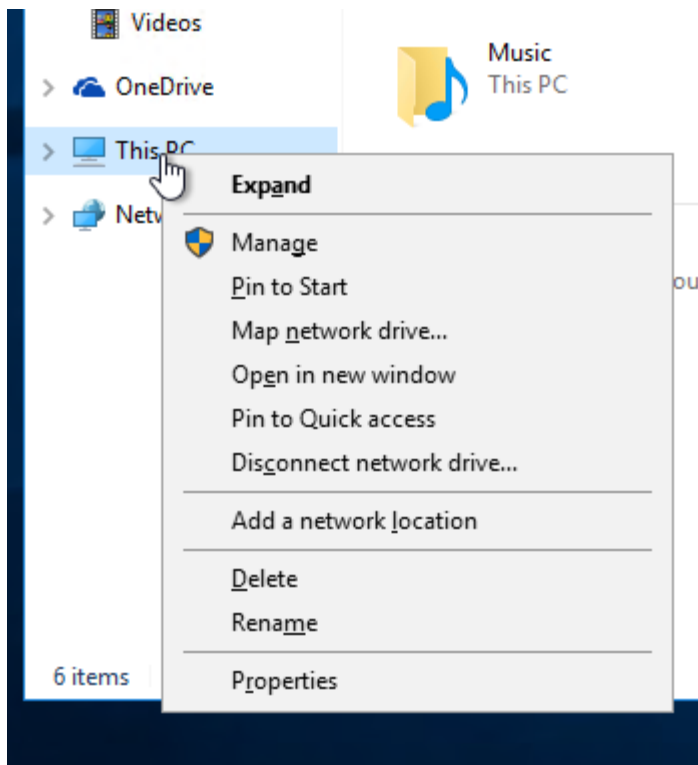 Videos
Music
This PC
OneDrive
This PC
Expand
Manage
Pin to Start
Map network drive...
Open in new window
Pin to Quick access
Disconnect network drive...
Add a network location
Delete
Rename
Properties
6 items